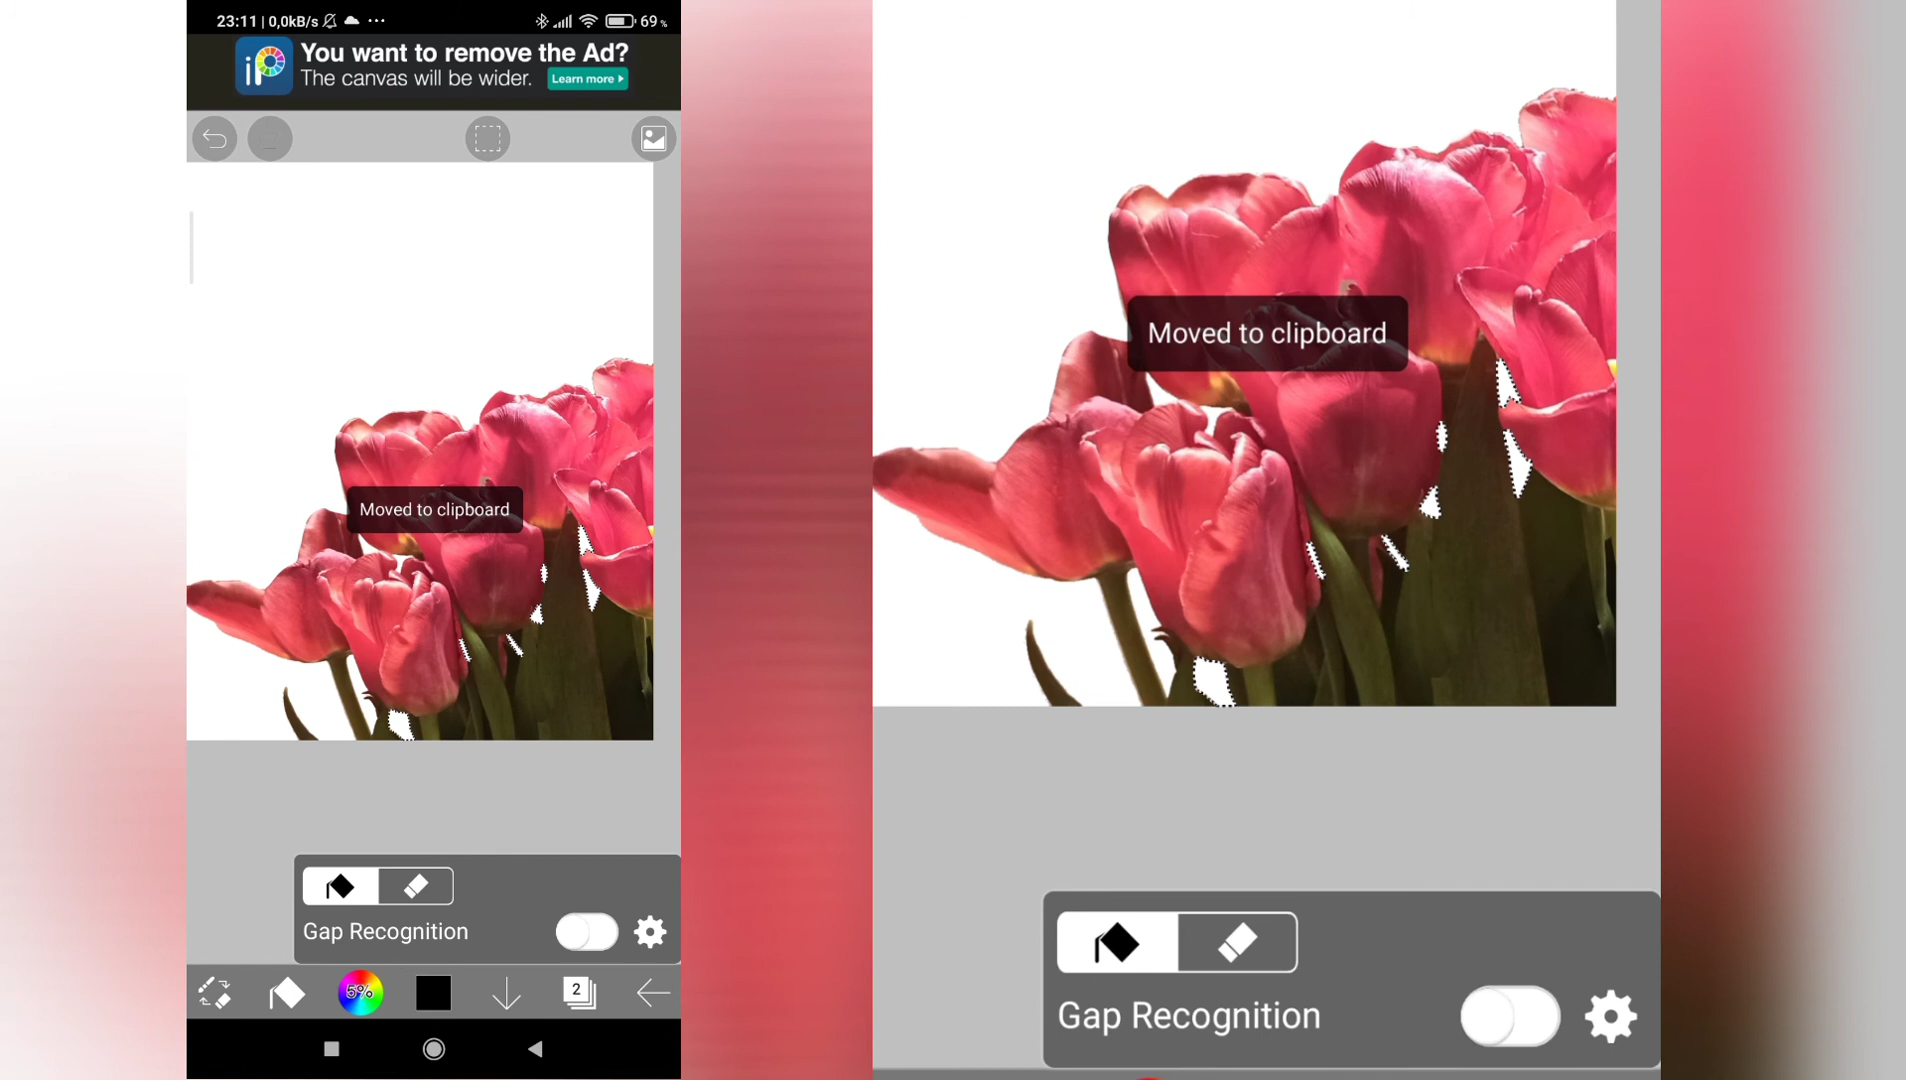 23:11 | 0,0kB/s
69%
iP
You want to remove the Ad?
The canvas will be wider. Learn more
Moved to clipboard
Gap Recognition
5%
2
Moved to clipboard
Gap Recognition